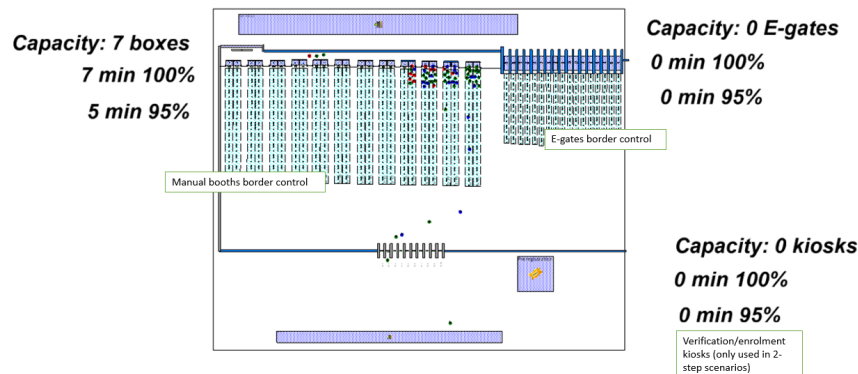 Capacity: 7 boxes
7 min 100%
5 min 95%
Capacity: 0 E-gates
0 min 100%
0 min 95%
E-gates border control
Manual booths border control
Capacity: 0 kiosks
0 min 100%
0 min 95%
Verification/enrolment
kiosks (only used in 2-
step scenarios)